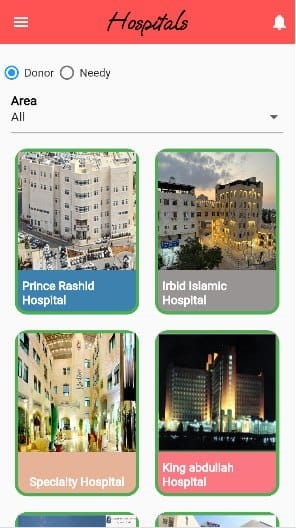 Hospitals
Donor Needy
Area
All
Prince Rashid
Hospital
Irbid Islamic
Hospital
Specialty Hospital
King abdullah
Hospital